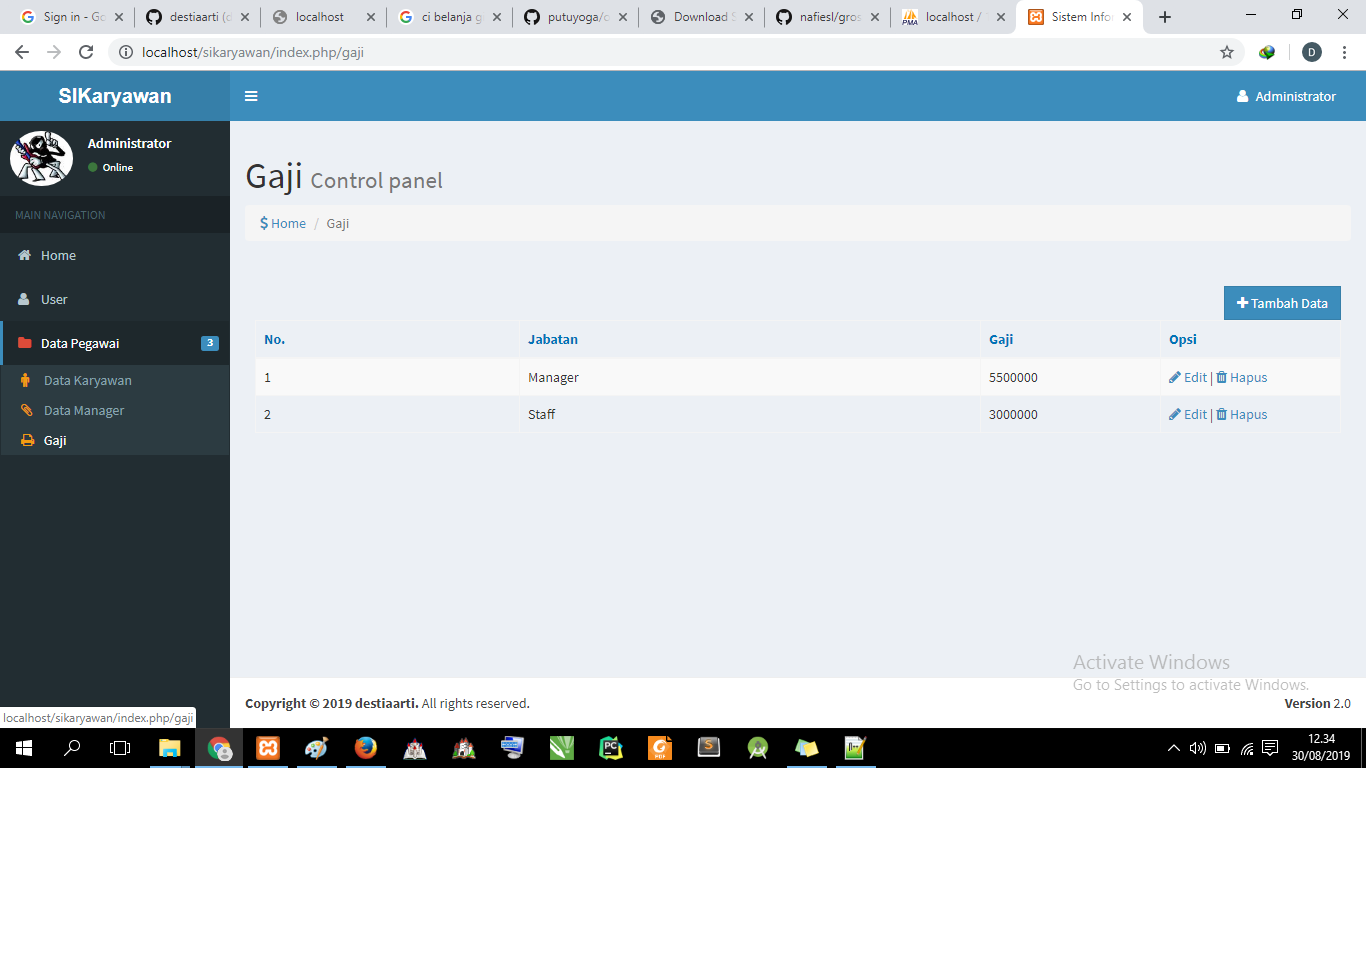 Sign in - Go
destiaarti (d
localhost
ci belanja g
putuyoga/d
Download S
nafiesl/gros
localhost /
Sistem Info
localhost/sikaryawan/index.php/gaji
D
SIKaryawan
Administrator
Administrator
Online
MAIN NAVIGATION
Home
User
Data Pegawai 3
Data Karyawan
Data Manager
Gaji
Gaji Control panel
$ Home / Gaji
Tambah Data
No. Jabatan Gaji Opsi
1 Manager 5500000 Edit | Hapus
2 Staff 3000000 Edit | Hapus
Activate Windows
Go to Settings to activate Windows.
Copyright © 2019 destiaarti. All rights reserved.
Version 2.0
localhost/sikaryawan/index.php/gaji
12.34
30/08/2019